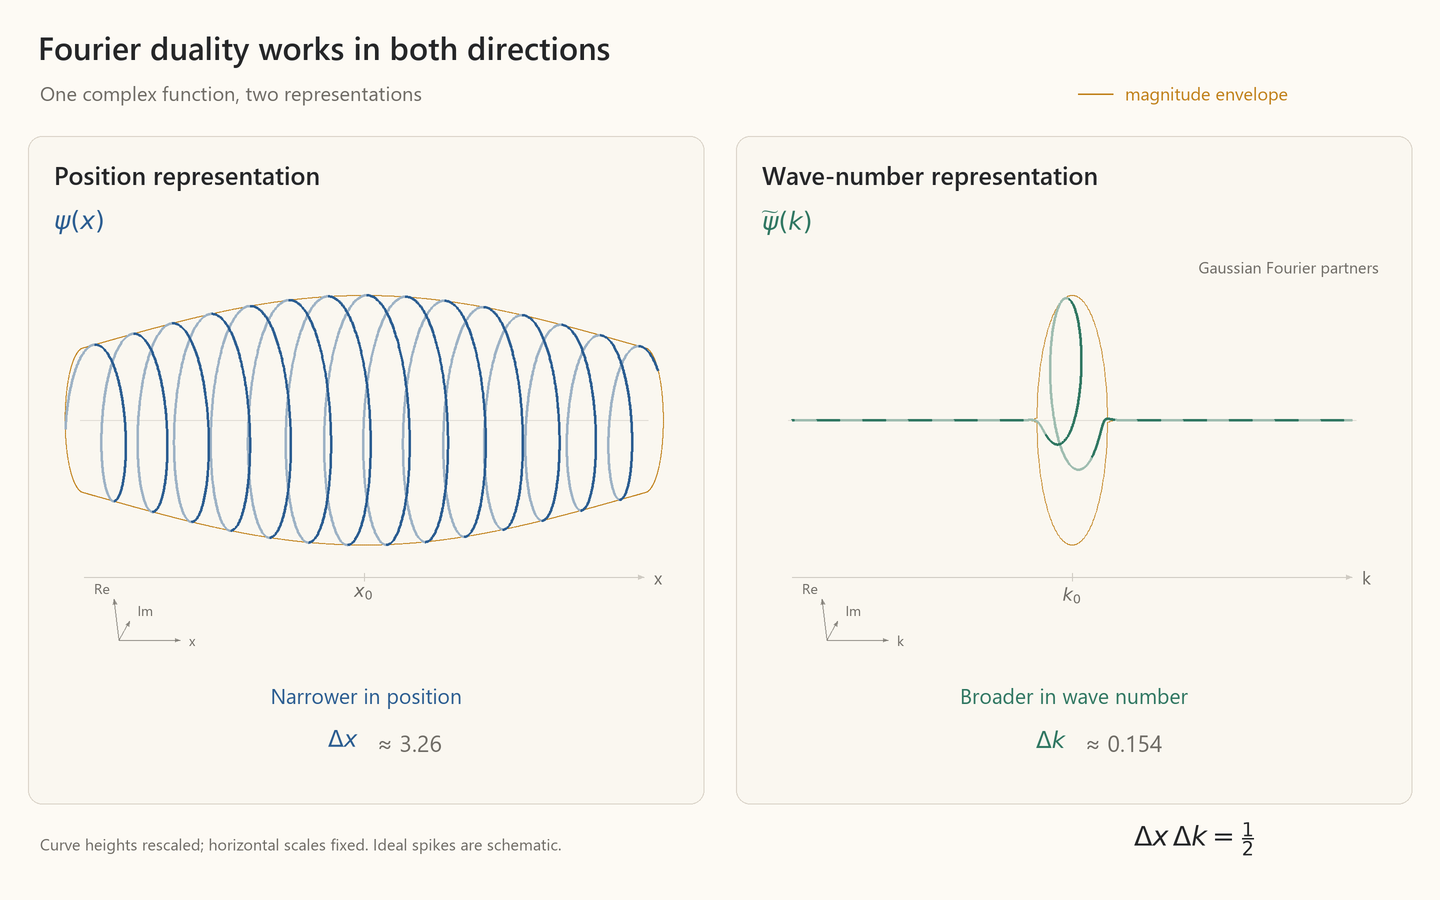 Fourier duality works in both directions
One complex function, two representations
magnitude envelope
Position representation
ψ(x)
Re
Im
x
x₀
x
Narrower in position
Δx ≈ 3.26
Wave-number representation
ψ̃(k)
Gaussian Fourier partners
Re
Im
k
k₀
k
Broader in wave number
Δk ≈ 0.154
Curve heights rescaled; horizontal scales fixed. Ideal spikes are schematic.
Δx Δk = 1/2